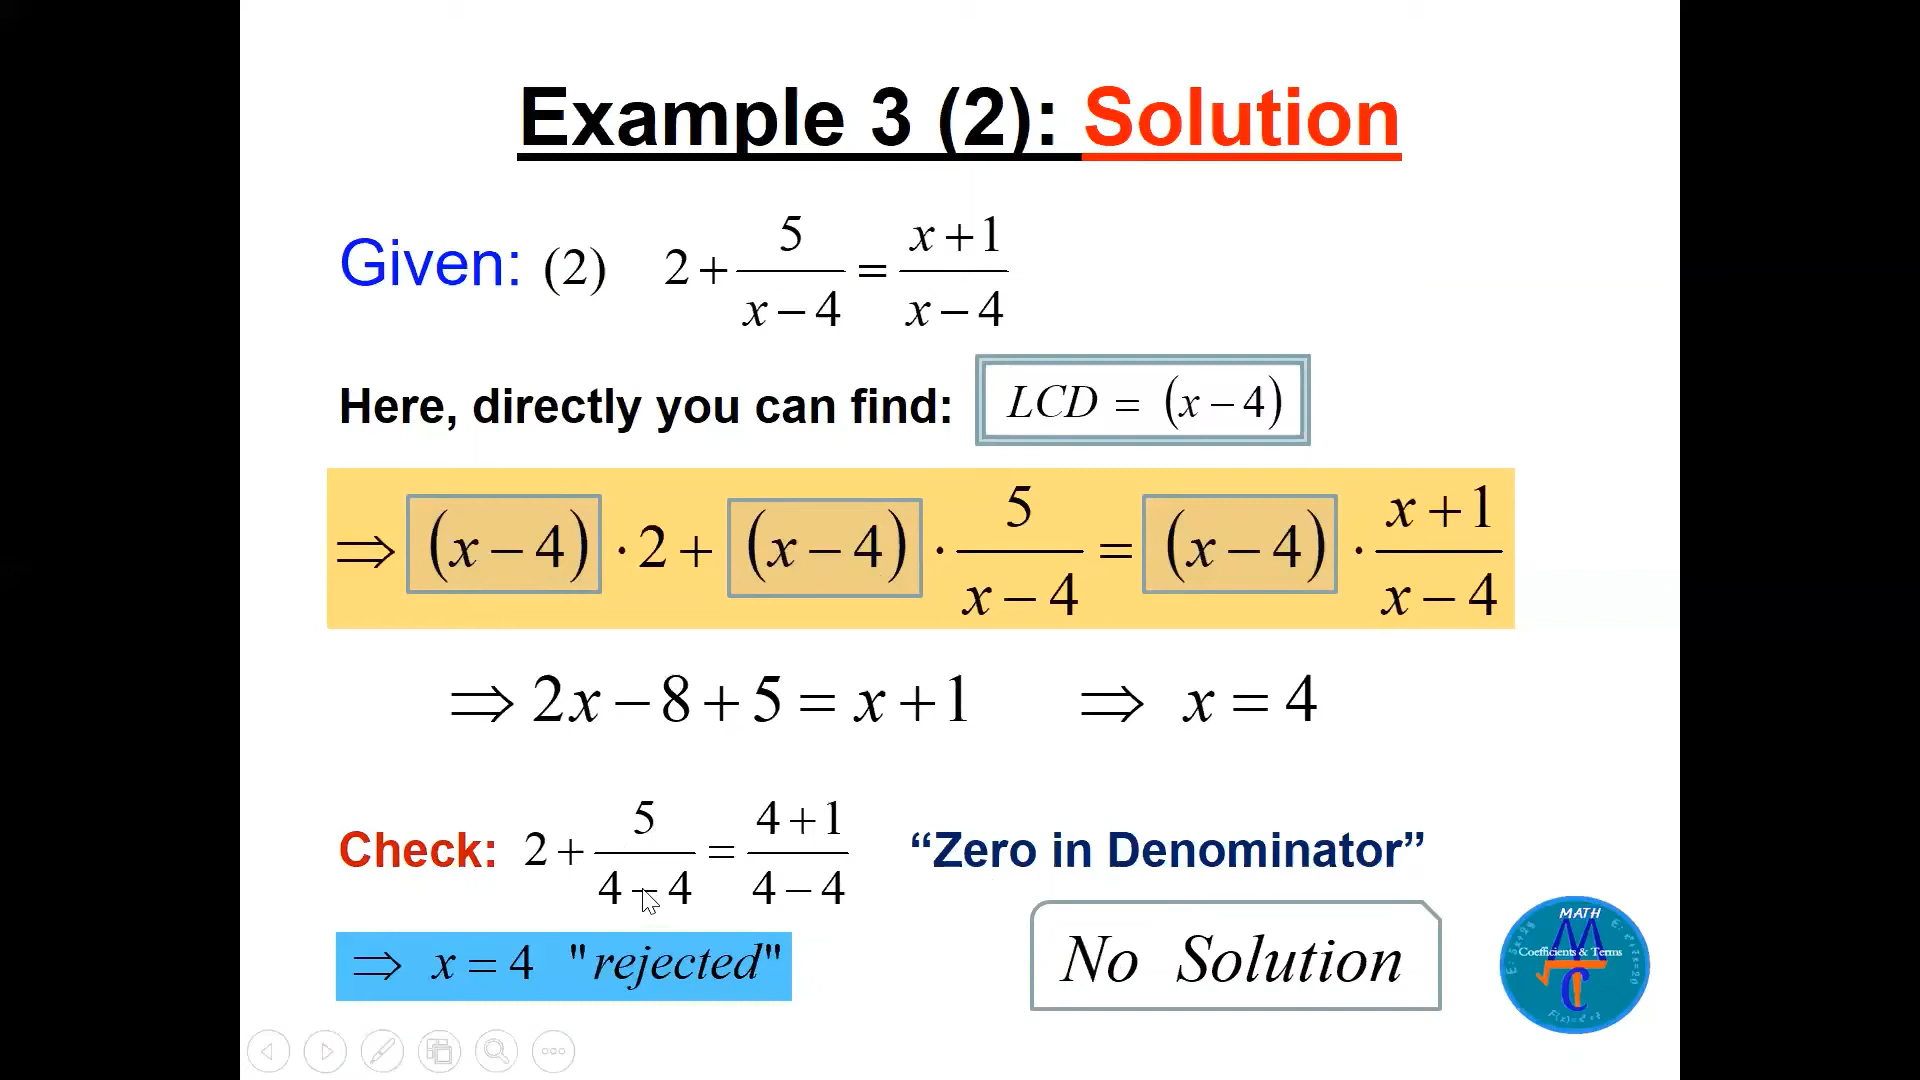 Example 3 (2): Solution
Given: (2) 2 + 5/(x − 4) = (x + 1)/(x − 4)
Here, directly you can find: LCD = (x − 4)
⇒ (x − 4) · 2 + (x − 4) · 5/(x − 4) = (x − 4) · (x + 1)/(x − 4)
⇒ 2x − 8 + 5 = x + 1 ⇒ x = 4
Check: 2 + 5/(4 − 4) = (4 + 1)/(4 − 4) “Zero in Denominator”
⇒ x = 4 "rejected"
No Solution
MATH
Coefficients & Terms